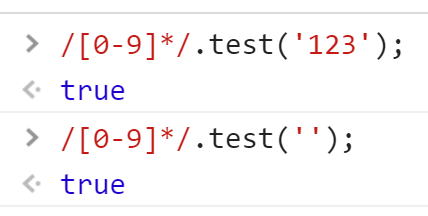 > /[0-9]*/.test('123');
<· true
> /[0-9]*/.test('');
<· true